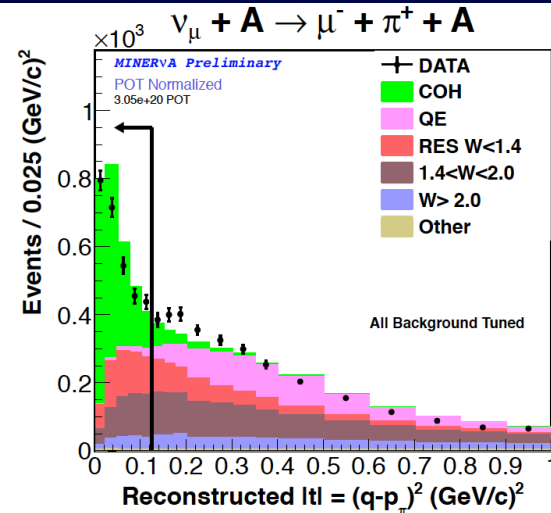 νμ + A → μ- + π+ + A
×10³
MINERνA Preliminary
POT Normalized
3.05e+20 POT
DATA
COH
QE
RES W<1.4
1.4<W<2.0
W> 2.0
Other
All Background Tuned
Events / 0.025 (GeV/c)²
1
0.8
0.6
0.4
0.2
0
0 0.1 0.2 0.3 0.4 0.5 0.6 0.7 0.8 0.9 1
Reconstructed |t| = (q-pπ)² (GeV/c)²